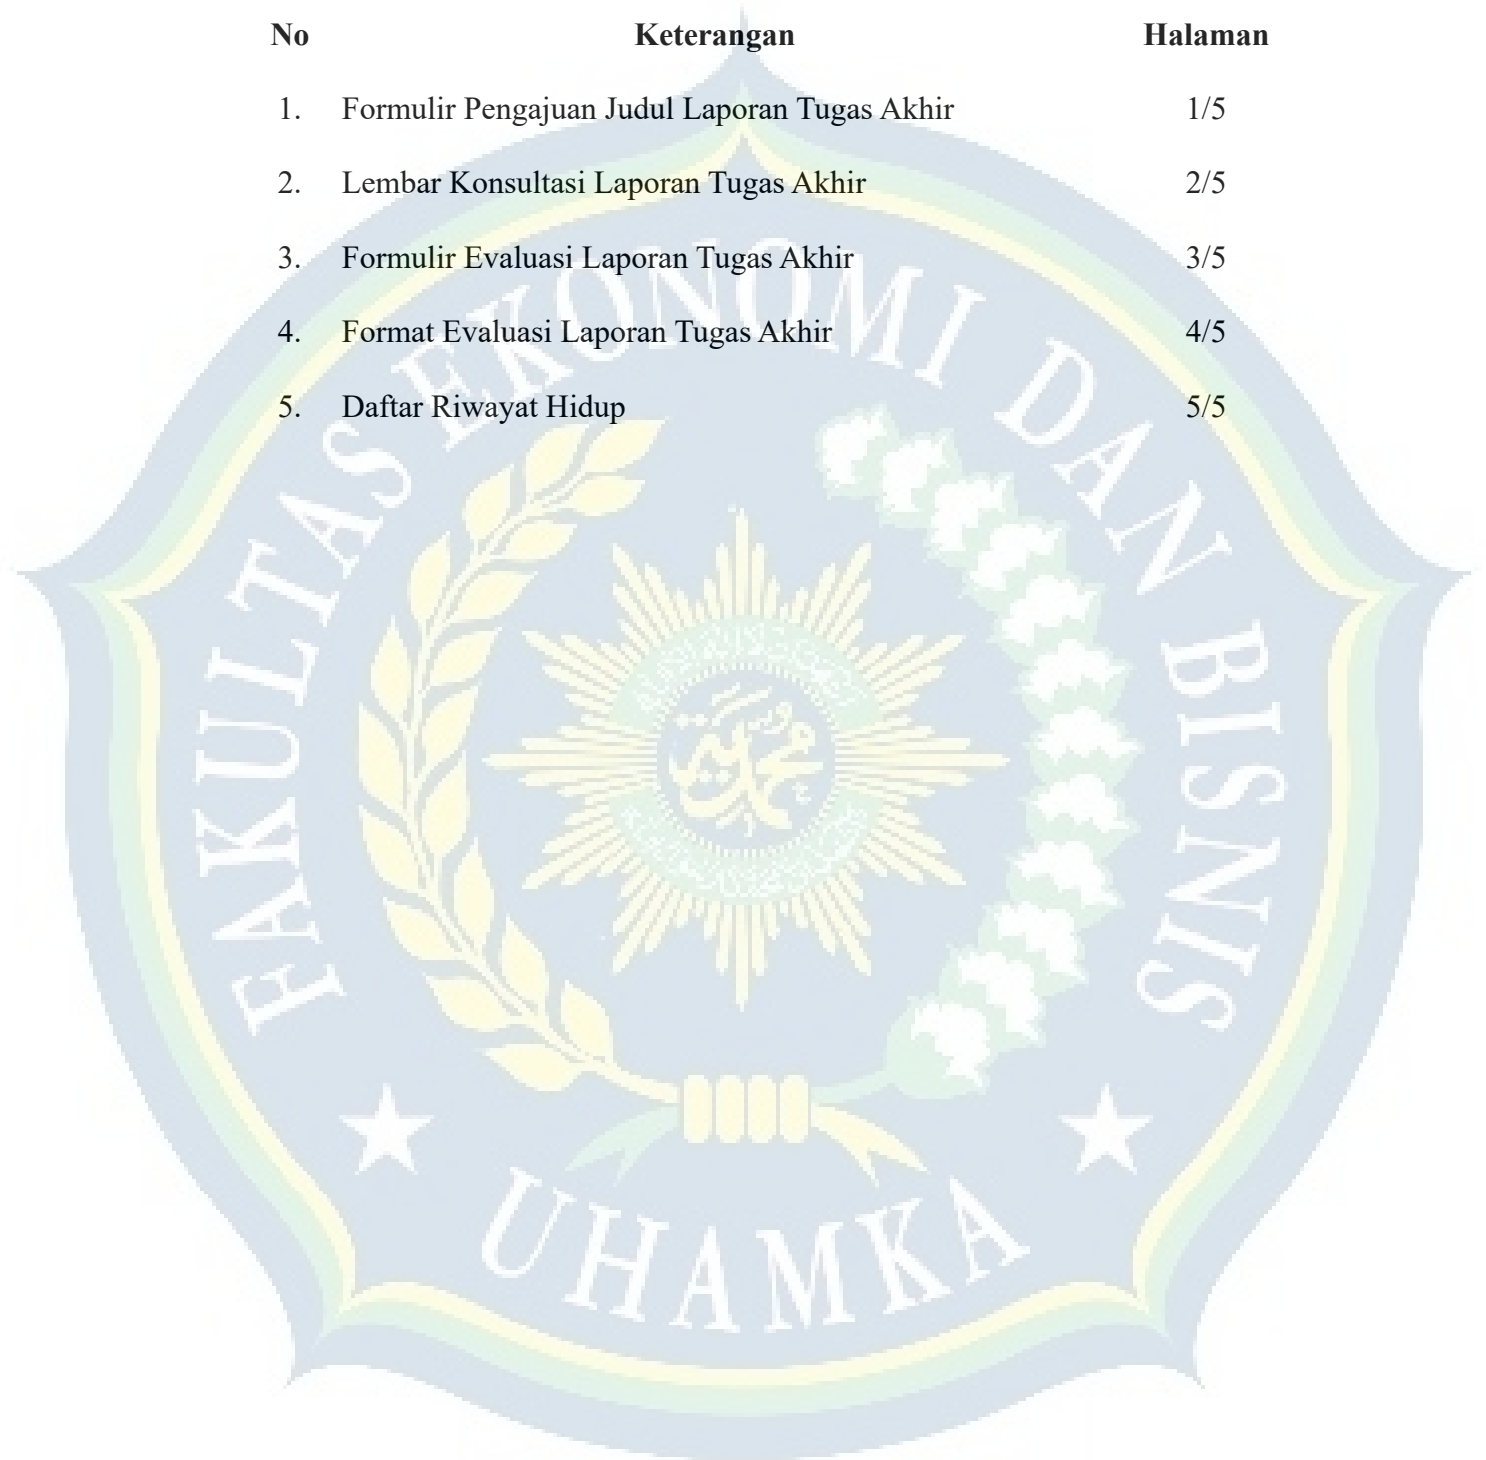 No Keterangan Halaman
1. Formulir Pengajuan Judul Laporan Tugas Akhir 1/5
2. Lembar Konsultasi Laporan Tugas Akhir 2/5
3. Formulir Evaluasi Laporan Tugas Akhir 3/5
4. Format Evaluasi Laporan Tugas Akhir 4/5
5. Daftar Riwayat Hidup 5/5
FAKULTAS EKONOMI DAN BISNIS
UHAMKA